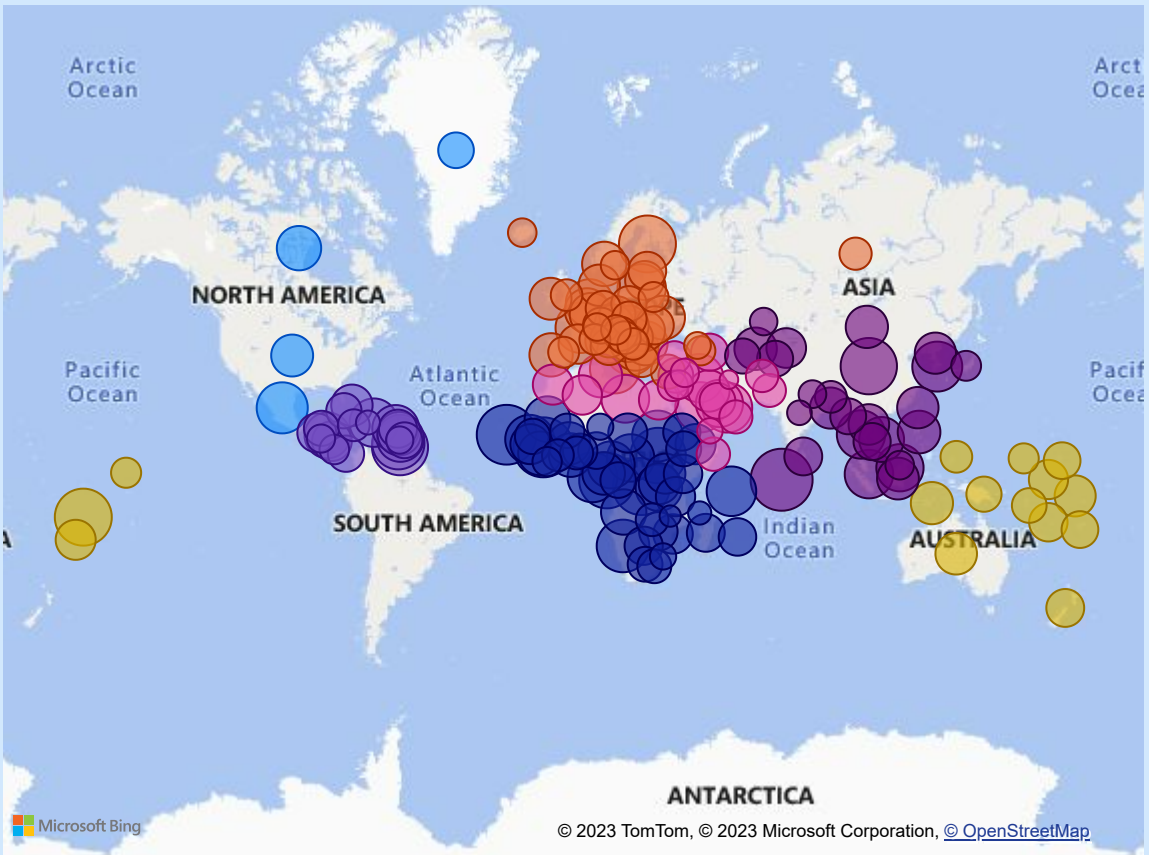 Arctic
Ocean
Arct
Ocea
NORTH AMERICA
ASIA
Pacific
Ocean
Atlantic
Ocean
Pacif
Ocea
SOUTH AMERICA
Indian
Ocean
AUSTRALIA
A
ANTARCTICA
Microsoft Bing
© 2023 TomTom, © 2023 Microsoft Corporation, © OpenStreetMap